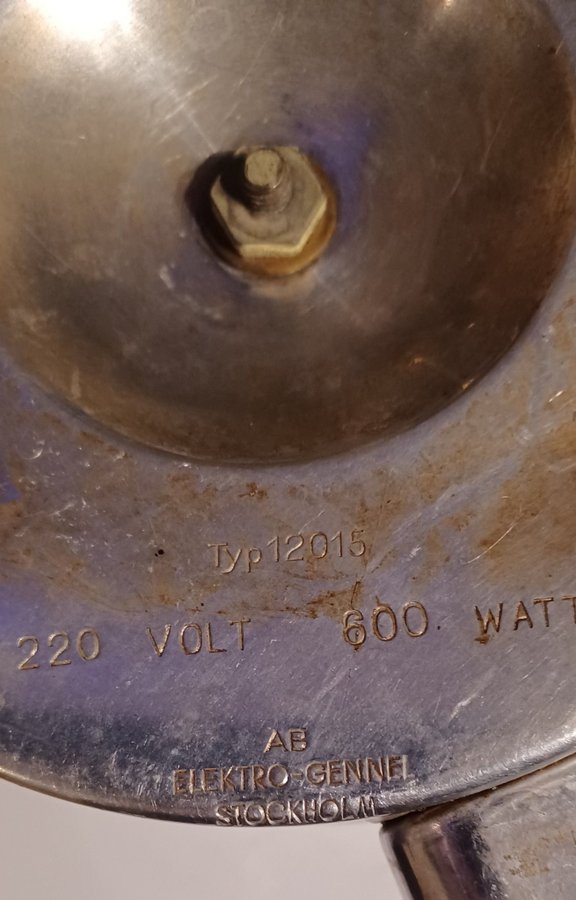 Typ 12015
220 VOLT 600 WATT
AB
ELEKTRO-GENNEL
STOCKHOLM